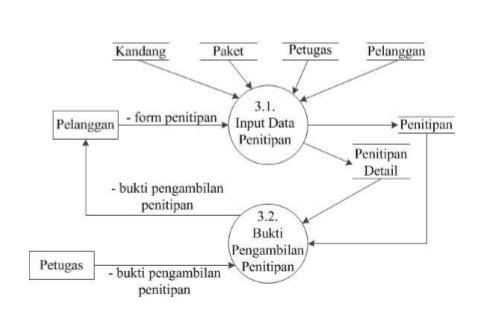 Kandang
Paket
Petugas
Pelanggan
3.1.
Input Data
Penitipan
Pelanggan
- form penitipan
Penitipan
Penitipan
Detail
- bukti pengambilan
penitipan
3.2.
Bukti
Pengambilan
Penitipan
Petugas
- bukti pengambilan
penitipan